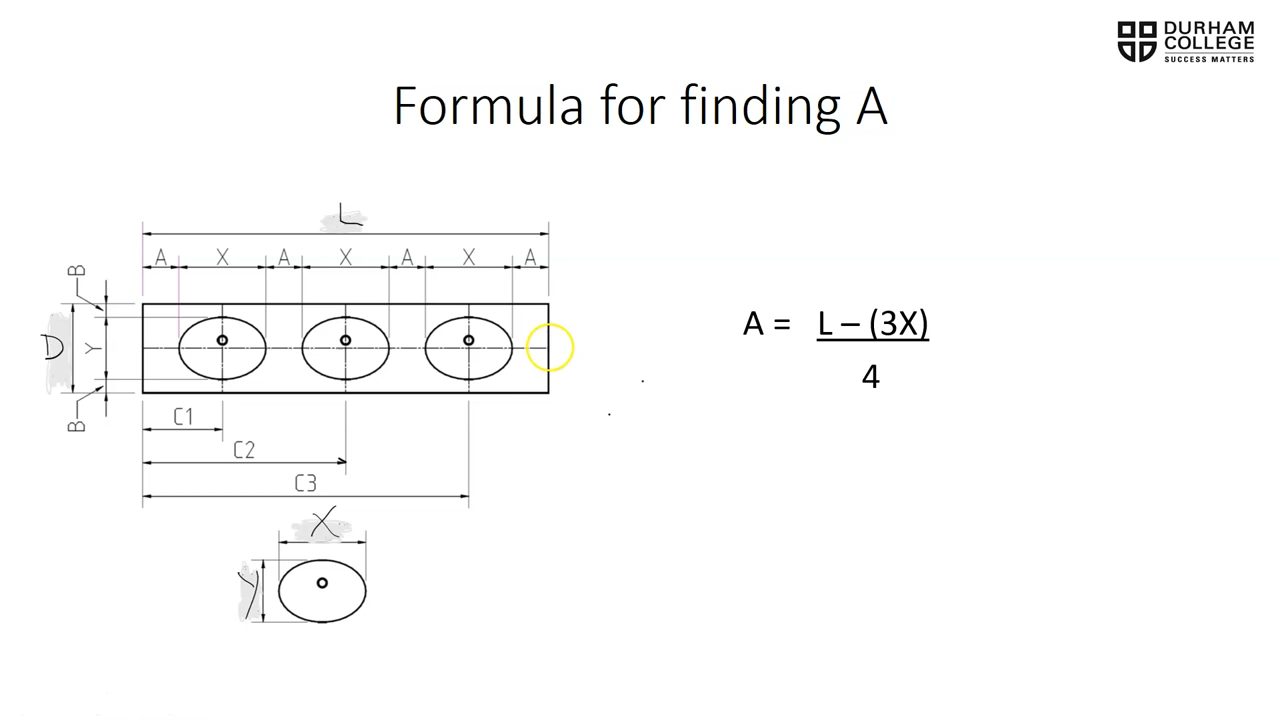 DURHAM
COLLEGE
SUCCESS MATTERS
Formula for finding A
L
A X A X A X A
B
D
Y
B
C1
C2
C3
X
Y
A = L – (3X)
4